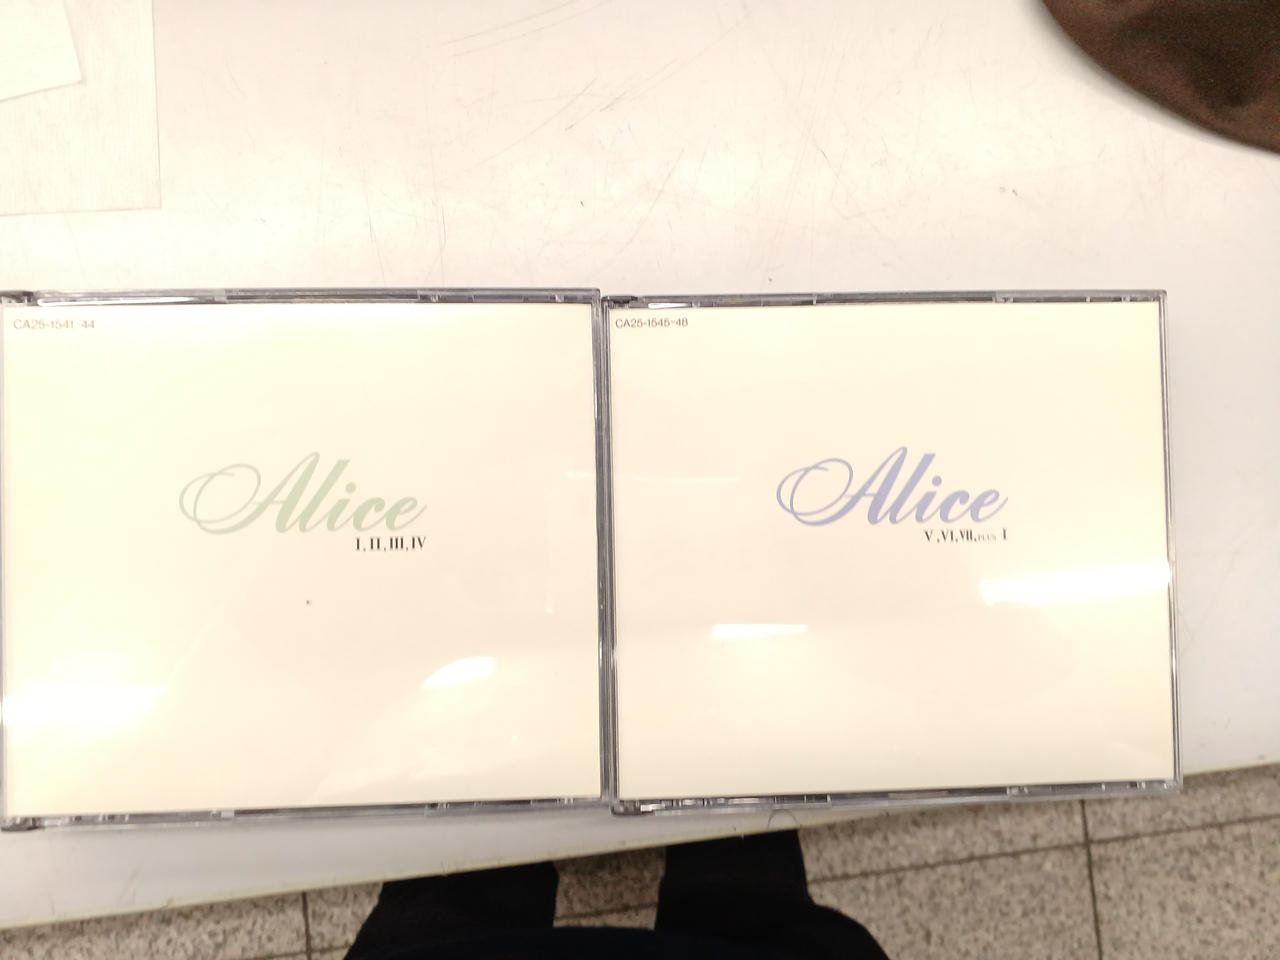 CA25-1541~44
Alice
I, II, III, IV
CA25-1545~48
Alice
V, VI, VII, PLUS I